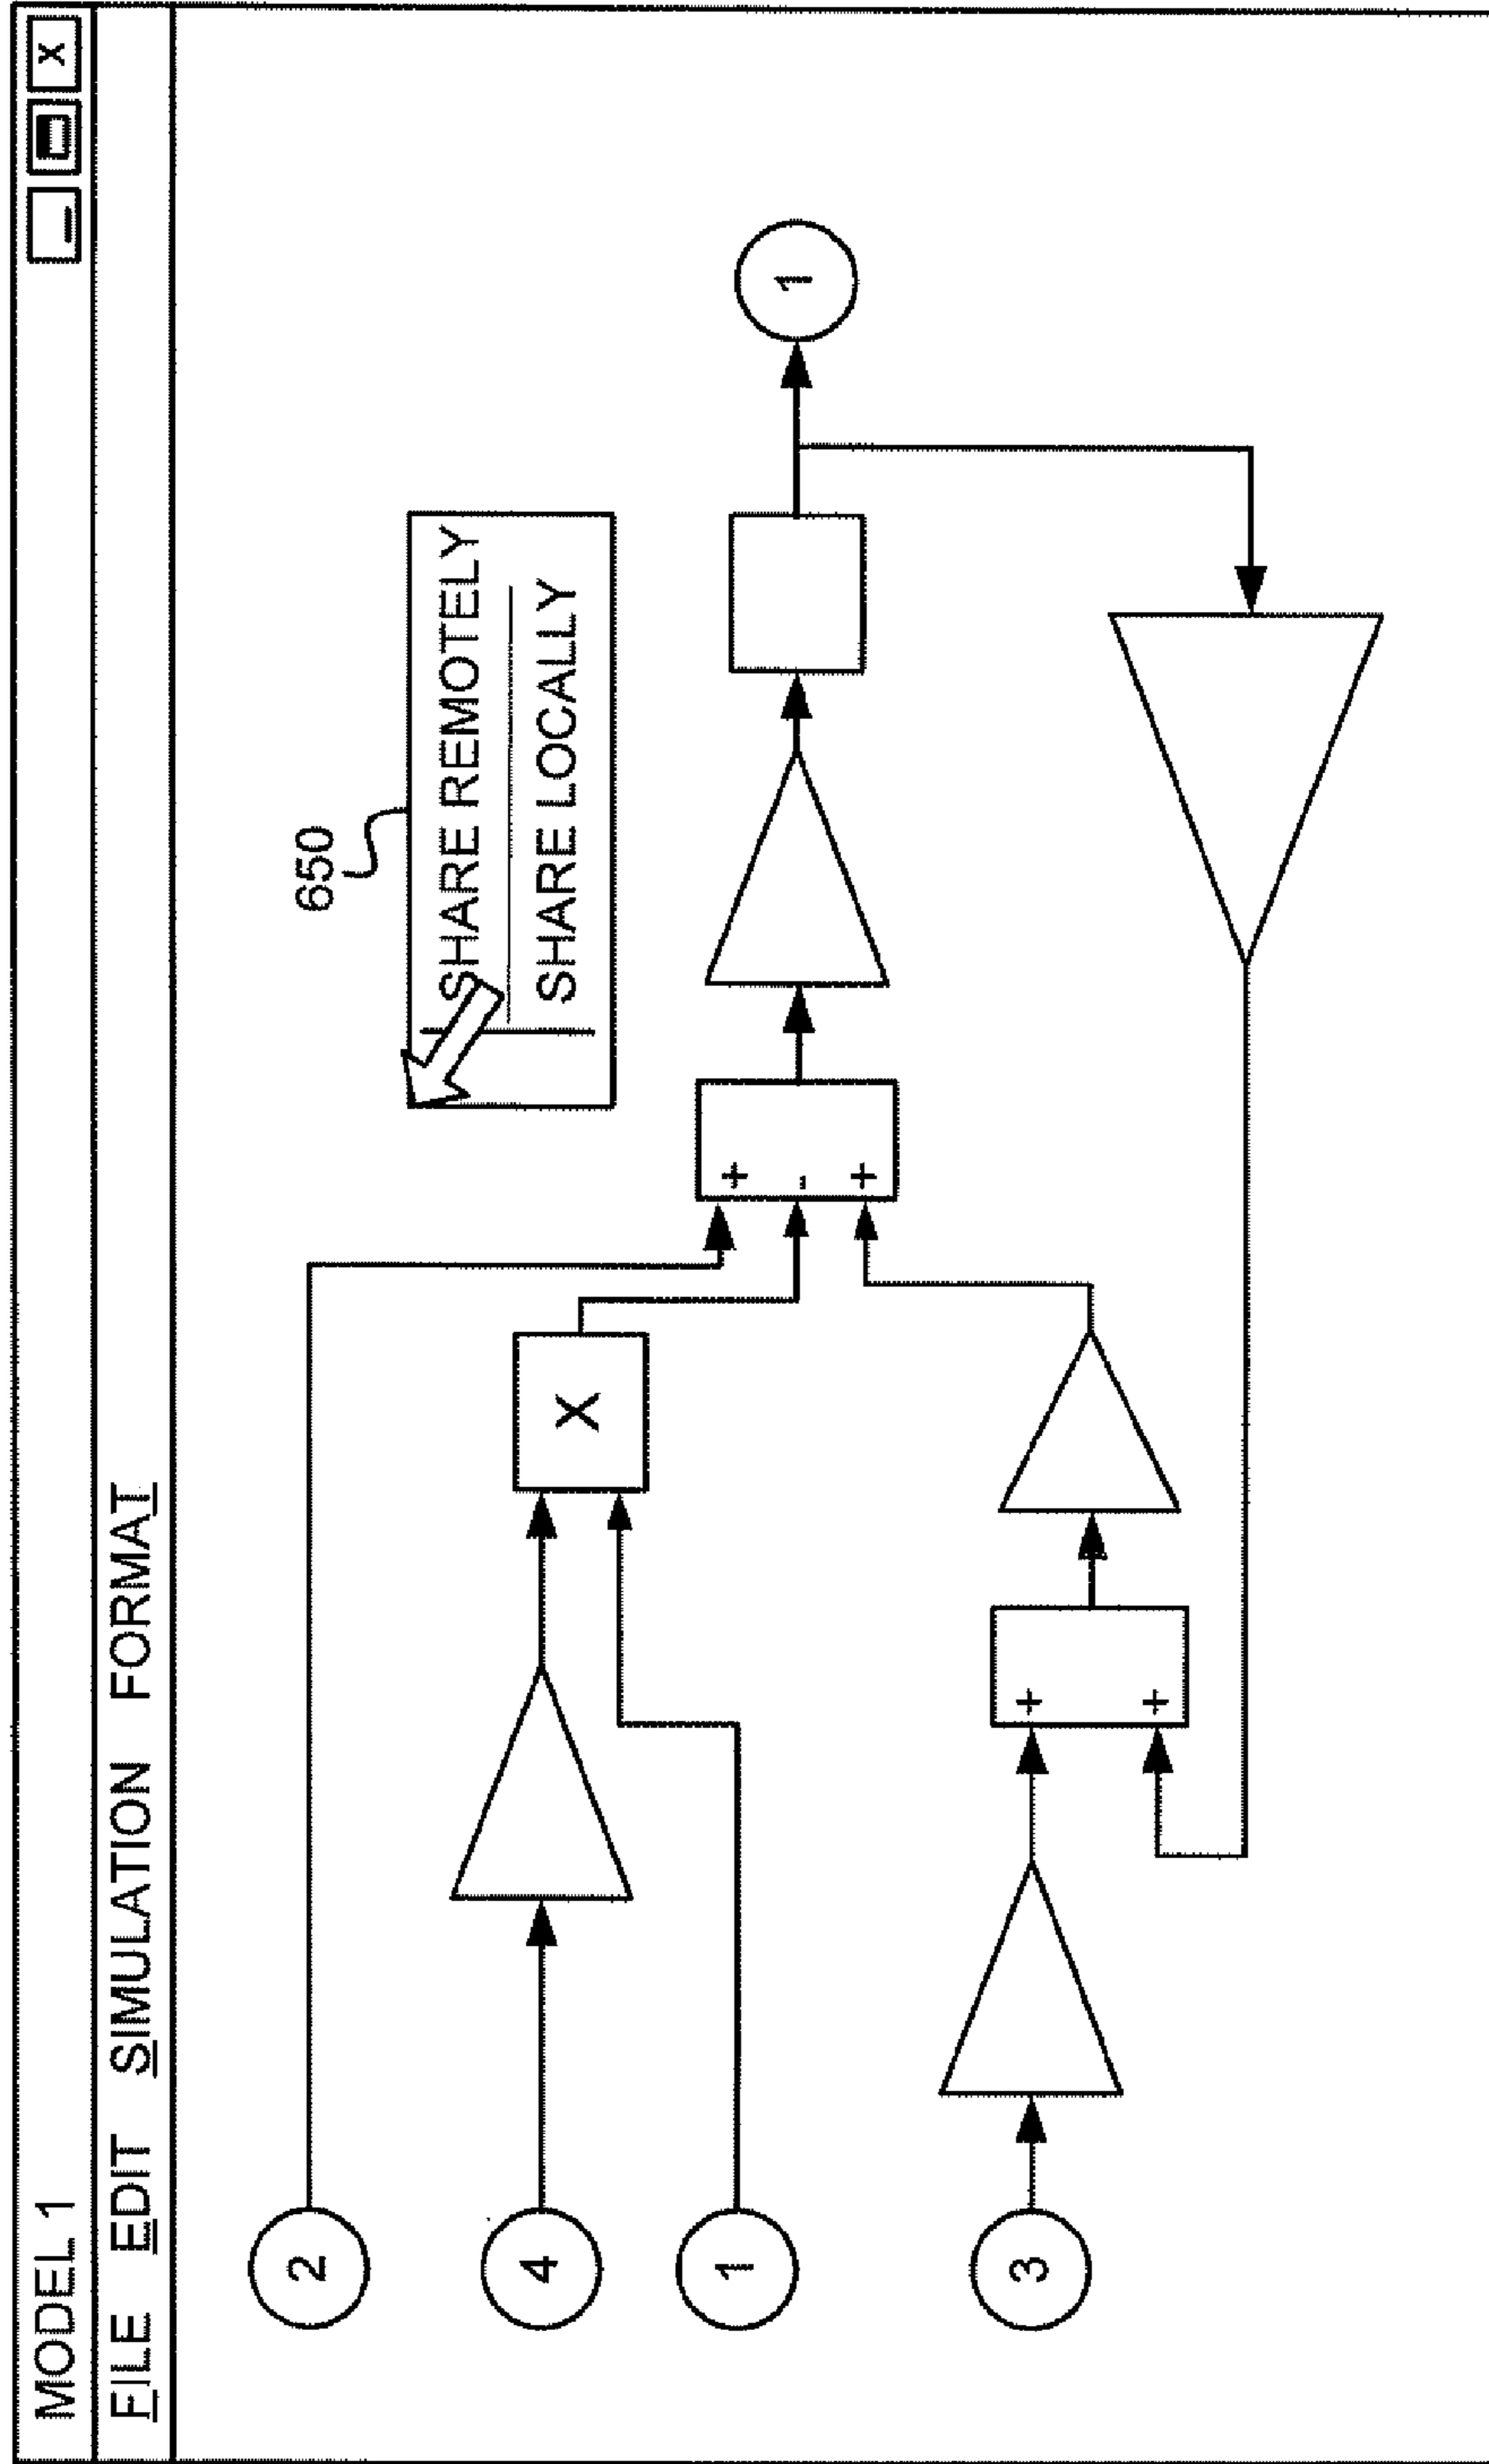 MODEL 1
X
FILE EDIT SIMULATION FORMAT
650
SHARE REMOTELY
SHARE LOCALLY
2
4
X
1
+
-
+
1
3
+
+